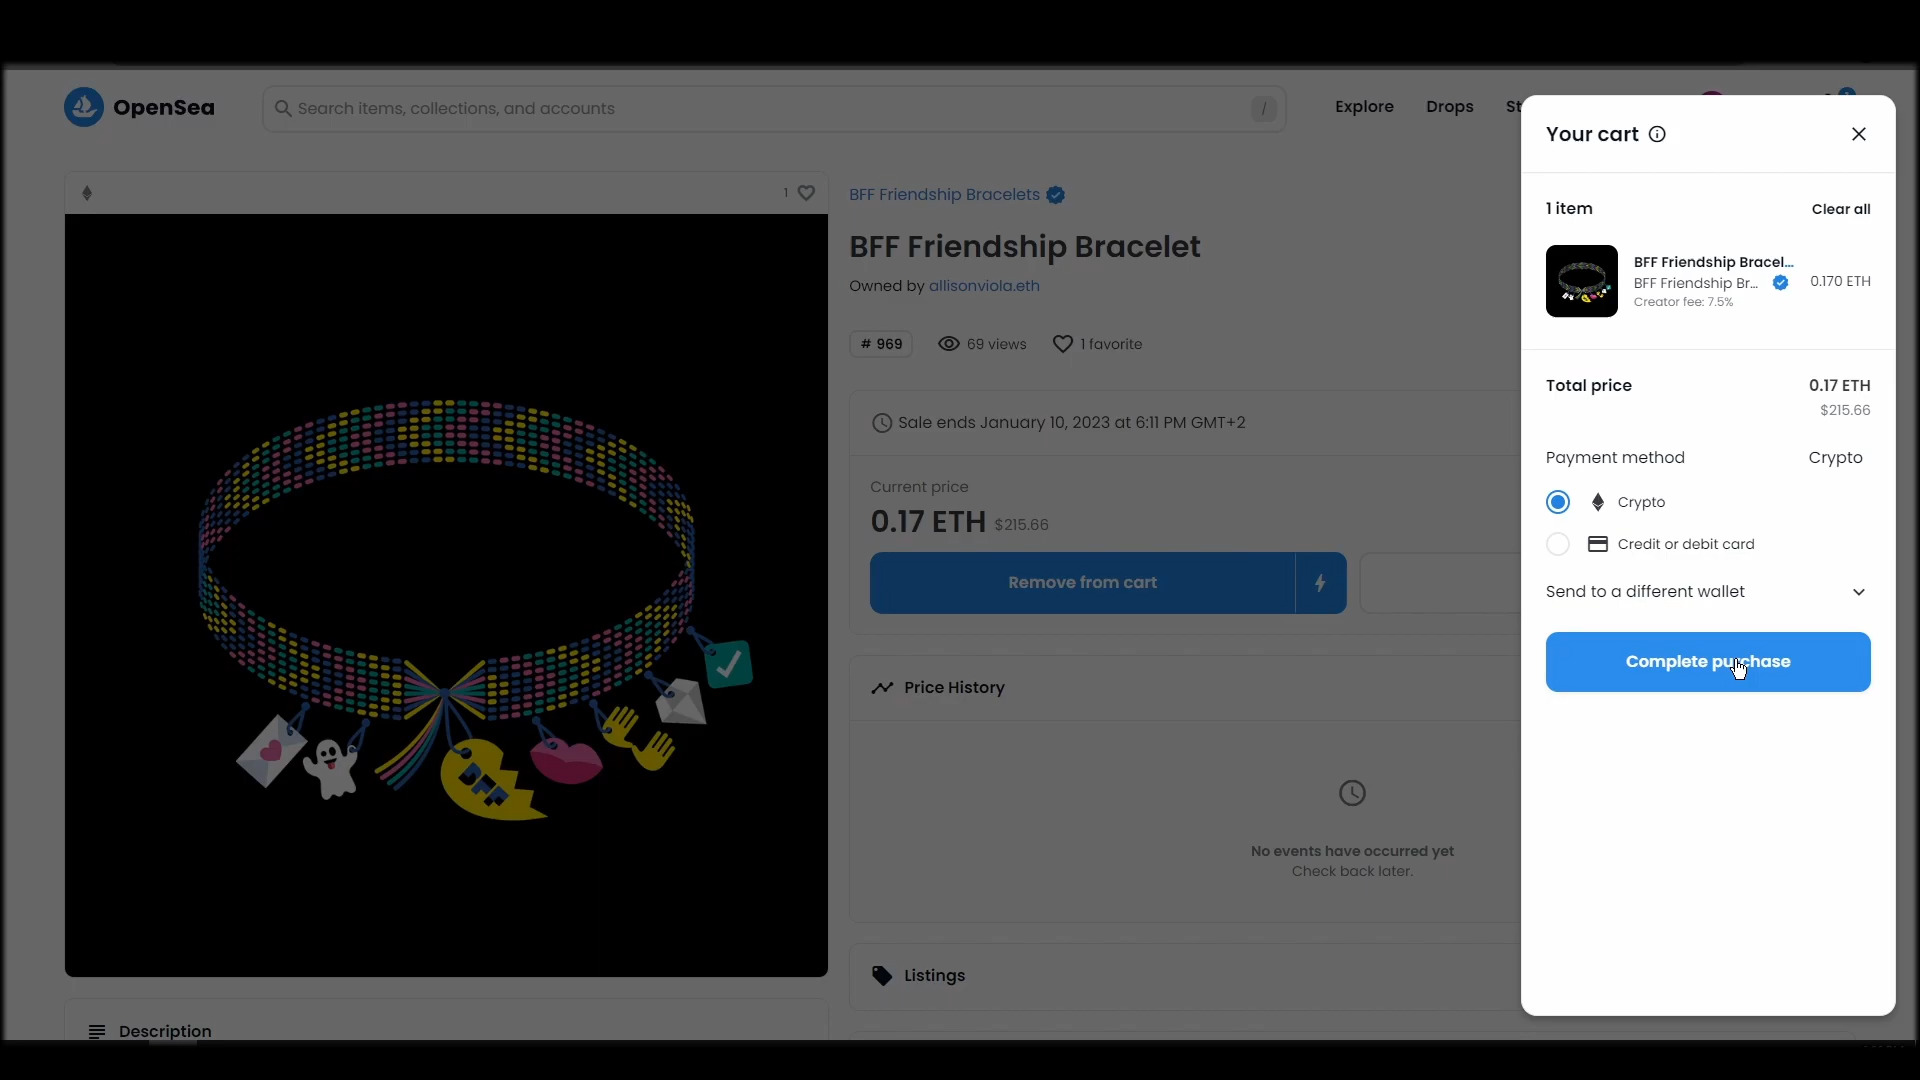 OpenSea
Search items, collections, and accounts
/
Explore
Drops
1
BFF Friendship Bracelets
BFF Friendship Bracelet
Owned by allisonviola.eth
# 969
69 views
1 favorite
Sale ends January 10, 2023 at 6:11 PM GMT+2
Current price
0.17 ETH $215.66
Remove from cart
Price History
No events have occurred yet
Check back later.
Listings
Description
BFF
Your cart
1 item
Clear all
BFF Friendship Bracel...
BFF Friendship Br...
0.170 ETH
Creator fee: 7.5%
Total price
0.17 ETH
$215.66
Payment method
Crypto
Crypto
Credit or debit card
Send to a different wallet
Complete purchase